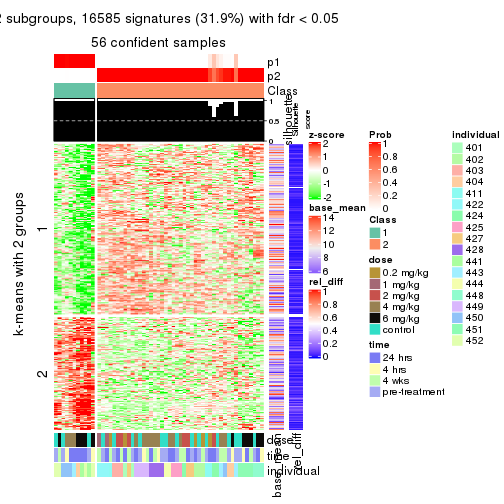 2 subgroups, 16585 signatures (31.9%) with fdr < 0.05
56 confident samples
p1
p2
Class
1
0.5
0
silhouette
Silhouette
score
k-means with 2 groups
1
2
dose
time
individual
base_mean
rel_diff
z-score
2
1
0
-1
-2
base_mean
14
12
10
8
6
rel_diff
1
0.8
0.6
0.4
0.2
0
Prob
1
0.8
0.6
0.4
0.2
0
Class
1
2
dose
0.2 mg/kg
1 mg/kg
2 mg/kg
4 mg/kg
6 mg/kg
control
time
24 hrs
4 hrs
4 wks
pre-treatment
individual
401
402
403
404
411
422
424
425
427
428
441
443
444
448
449
450
451
452